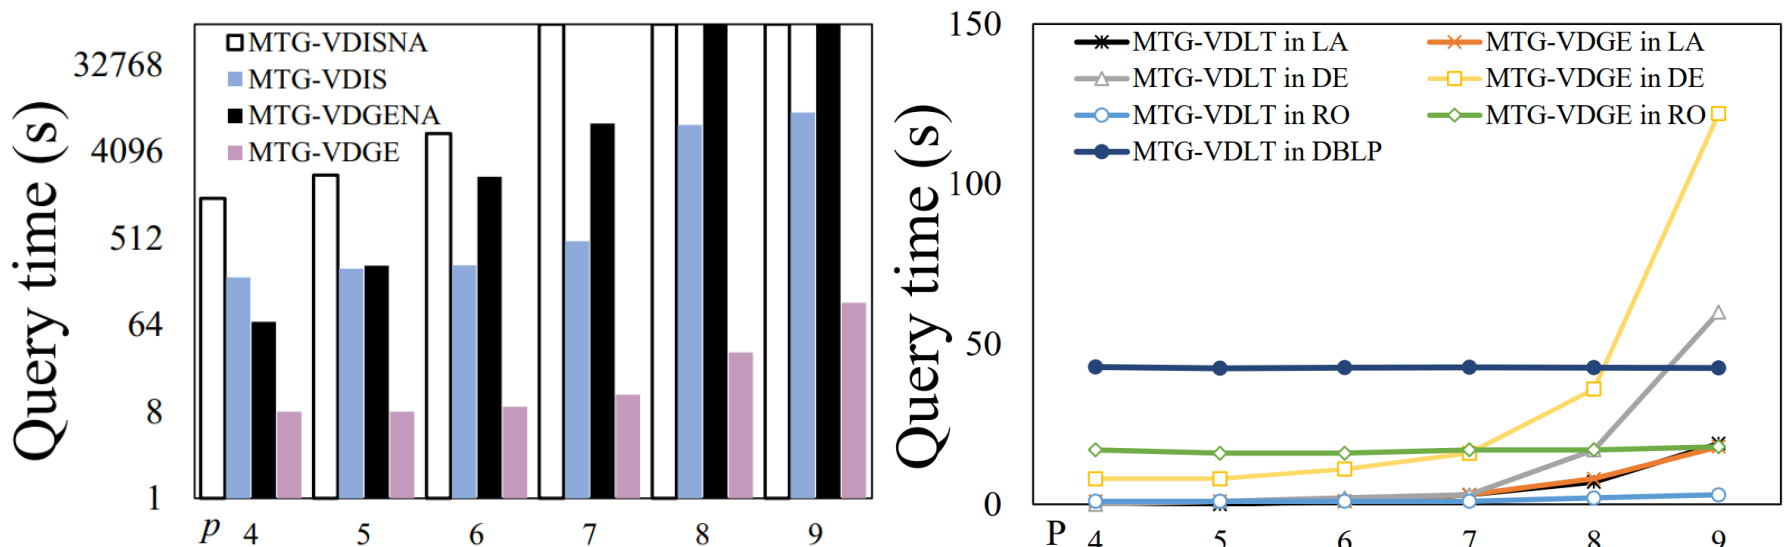 Query time (s)
32768
4096
512
64
8
1
MTG-VDISNA
MTG-VDIS
MTG-VDGENA
MTG-VDGE
p 4 5 6 7 8 9
Query time (s)
150
100
50
0
MTG-VDLT in LA MTG-VDGE in LA
MTG-VDLT in DE MTG-VDGE in DE
MTG-VDLT in RO MTG-VDGE in RO
MTG-VDLT in DBLP
P 4 5 6 7 8 9